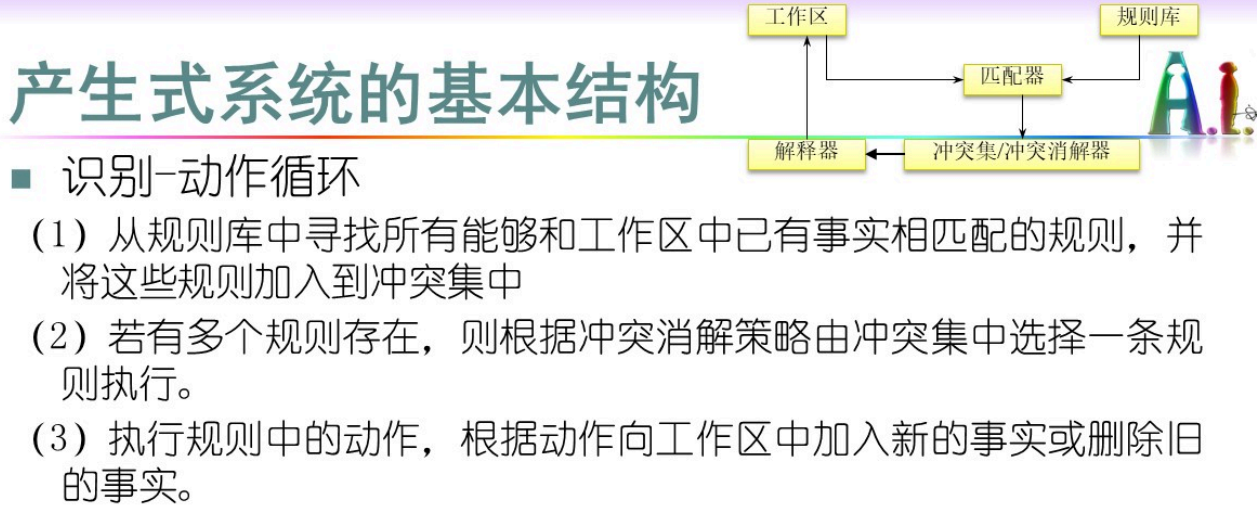 工作区
规则库
匹配器
产生式系统的基本结构
A.I.
解释器
冲突集/冲突消解器
■ 识别-动作循环
(1) 从规则库中寻找所有能够和工作区中已有事实相匹配的规则，并
将这些规则加入到冲突集中
(2) 若有多个规则存在，则根据冲突消解策略由冲突集中选择一条规
则执行。
(3) 执行规则中的动作，根据动作向工作区中加入新的事实或删除旧
的事实。